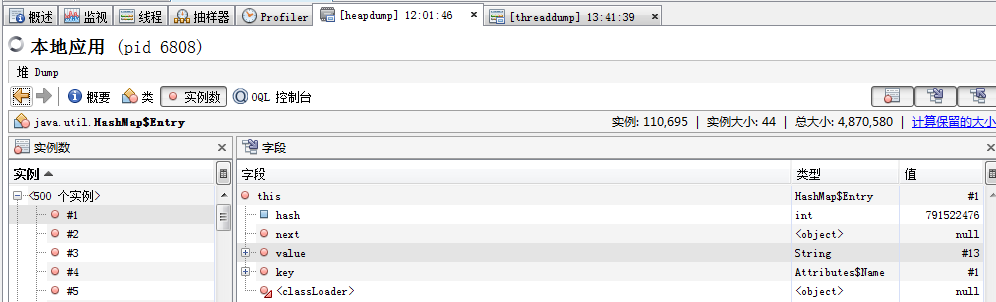 概述 监视 线程 抽样器 Profiler [heapdump] 12:01:46 [threaddump] 13:41:39
本地应用 (pid 6808)
堆 Dump
概要 类 实例数 OQL 控制台
java.util.HashMap$Entry 实例: 110,695 | 实例大小: 44 | 总大小: 4,870,580 | 计算保留的大小
实例数 字段
实例 字段 类型 值
<500 个实例> this HashMap$Entry #1
#1 hash int 791522476
#2 next <object> null
#3 value String #13
#4 key Attributes$Name #1
#5 <classLoader> <object> null